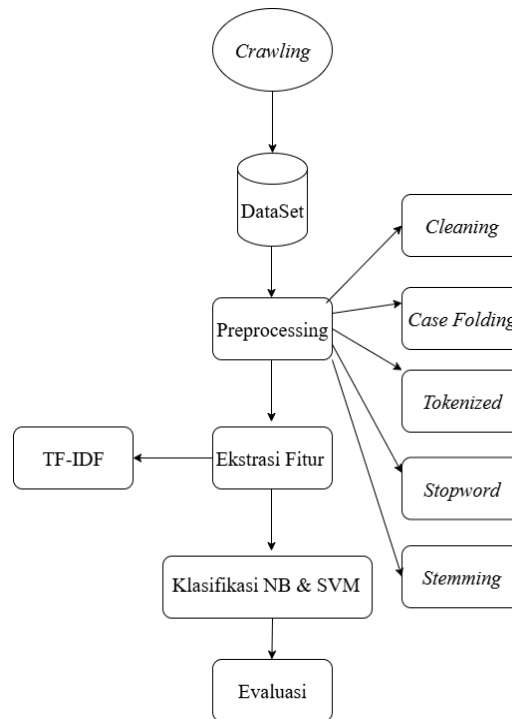 Crawling
DataSet
Cleaning
Preprocessing
Case Folding
Tokenized
TF-IDF
Ekstrasi Fitur
Stopword
Stemming
Klasifikasi NB & SVM
Evaluasi